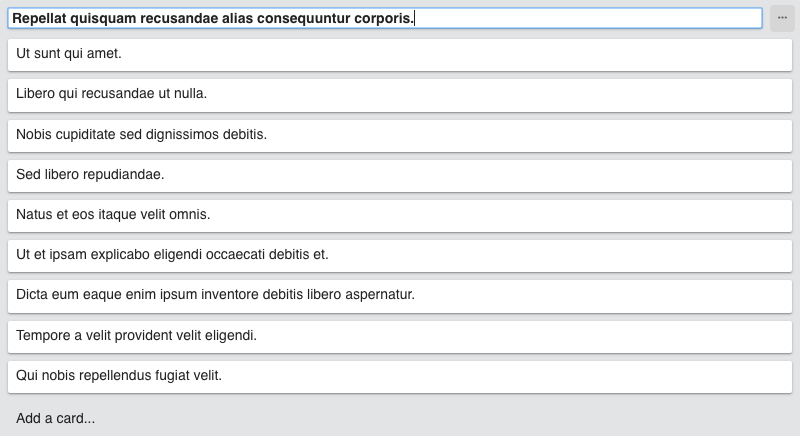 Repellat quisquam recusandae alias consequuntur corporis.
Ut sunt qui amet.
Libero qui recusandae ut nulla.
Nobis cupiditate sed dignissimos debitis.
Sed libero repudiandae.
Natus et eos itaque velit omnis.
Ut et ipsam explicabo eligendi occaecati debitis et.
Dicta eum eaque enim ipsum inventore debitis libero aspernatur.
Tempore a velit provident velit eligendi.
Qui nobis repellendus fugiat velit.
Add a card...